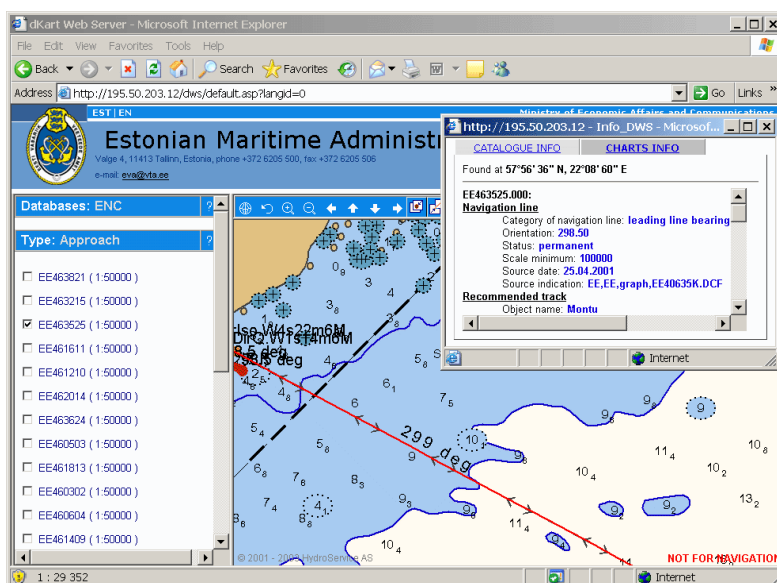 dKart Web Server - Microsoft Internet Explorer
File Edit View Favorites Tools Help
Back Search Favorites
Address http://195.50.203.12/dws/default.asp?langid=0 Go Links »
EST | EN
Ministry of Economic Affairs and Communications
Estonian Maritime Administr
Valge 4, 11413 Tallinn, Estonia, phone +372 6205 500, fax +372 6205 506
e-mail: eva@vta.ee
http://195.50.203.12 - Info_DWS - Microsof...
CATALOGUE INFO CHARTS INFO
Found at 57°56' 36" N, 22°08' 60" E
EE463525.000:
Navigation line
Category of navigation line: leading line bearing
Orientation: 298.50
Status: permanent
Scale minimum: 100000
Source date: 25.04.2001
Source indication: EE,EE,graph,EE40635K.DCF
Recommended track
Object name: Montu
Internet
Databases: ENC ?
Type: Approach ?
EE463821 ( 1:50000 )
EE463215 ( 1:50000 )
EE463525 ( 1:50000 )
EE461611 ( 1:50000 )
EE461210 ( 1:50000 )
EE462014 ( 1:50000 )
EE463624 ( 1:50000 )
EE460503 ( 1:50000 )
EE461813 ( 1:50000 )
EE460302 ( 1:50000 )
EE460604 ( 1:50000 )
EE461409 ( 1:50000 )
299 deg
NOT FOR NAVIGATION
1 : 29 352
Internet